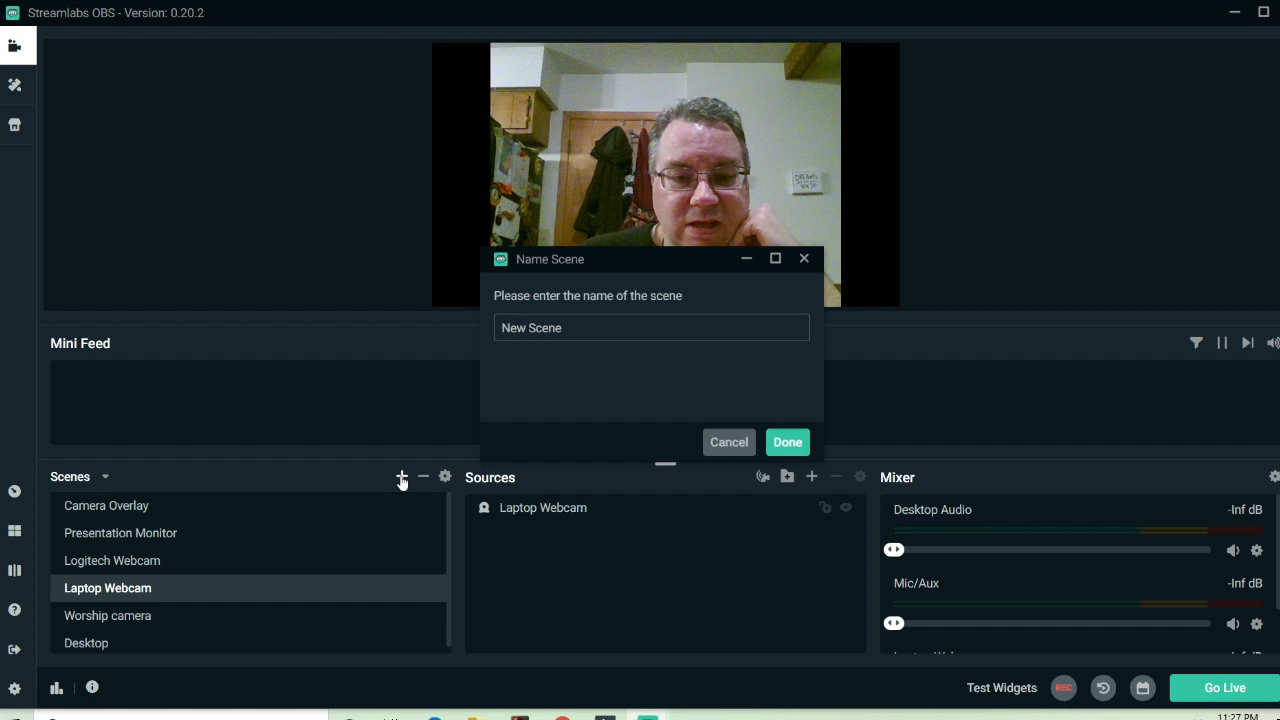 Streamlabs OBS - Version: 0.20.2
DREAMS
Name Scene
Please enter the name of the scene
New Scene
Cancel
Done
Mini Feed
Scenes
Camera Overlay
Presentation Monitor
Logitech Webcam
Laptop Webcam
Worship camera
Desktop
Sources
Laptop Webcam
Mixer
Desktop Audio
-Inf dB
Mic/Aux
-Inf dB
Test Widgets
REC
Go Live
11:27 PM